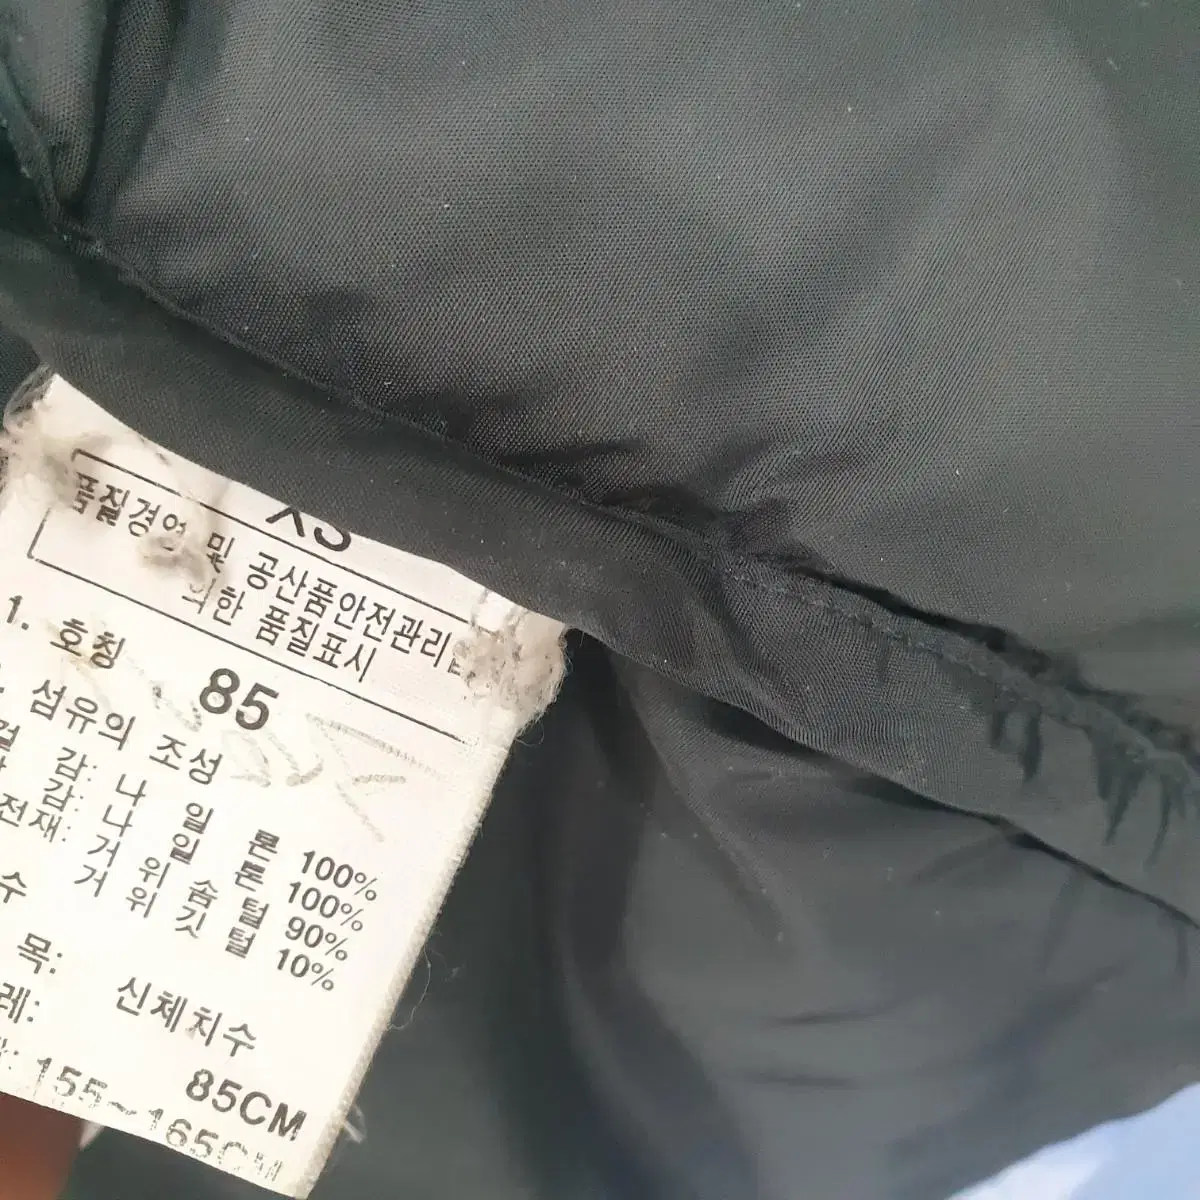 XS
품질경영 및 공산품안전관리
의한 품질표시
1. 호칭 85
섬유의 조성
겉 감: 나 일 론 100%
감: 나 일 론 100%
전재: 거 위 솜 털 90%
거 위 깃 털 10%
수
목: 신체치수
레: 85CM
155~165CM